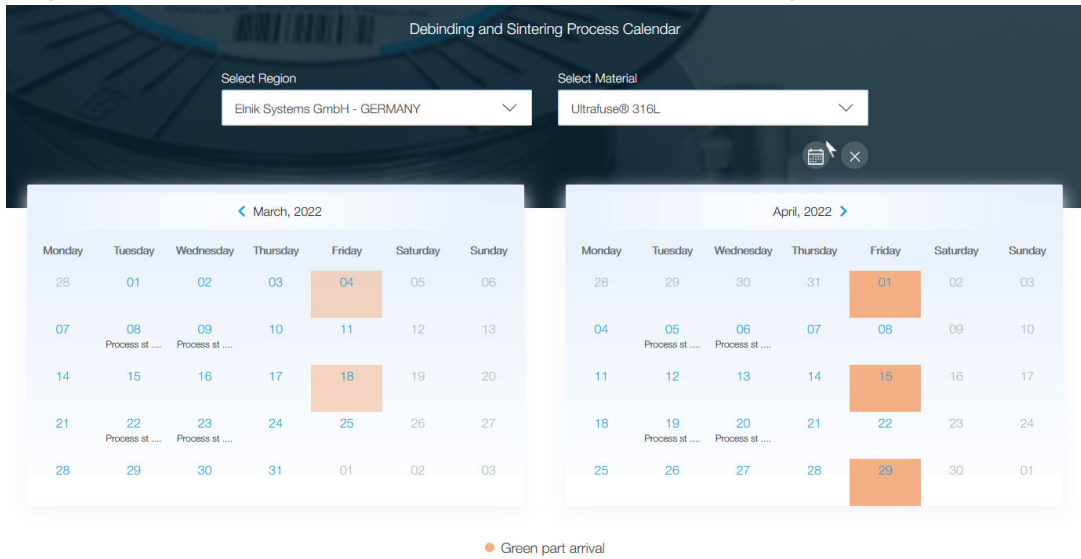 Debinding and Sintering Process Calendar
Select Region
Select Material
Elnik Systems GmbH - GERMANY
Ultrafuse® 316L
March, 2022
Monday Tuesday Wednesday Thursday Friday Saturday Sunday
28 01 02 03 04 05 06
07 08 09 10 11 12 13
Process st .... Process st ....
14 15 16 17 18 19 20
21 22 23 24 25 26 27
Process st .... Process st ....
28 29 30 31 01 02 03
April, 2022
Monday Tuesday Wednesday Thursday Friday Saturday Sunday
28 29 30 31 01 02 03
04 05 06 07 08 09 10
Process st .... Process st ....
11 12 13 14 15 16 17
18 19 20 21 22 23 24
Process st .... Process st ....
25 26 27 28 29 30 01
Green part arrival